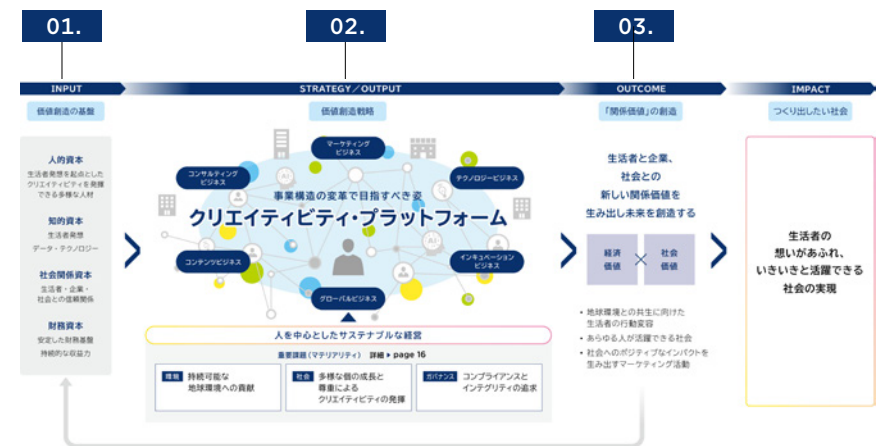 01.
02.
03.
INPUT
STRATEGY／OUTPUT
OUTCOME
IMPACT
価値創造の基盤
価値創造戦略
「関係価値」の創造
つくり出したい社会
人的資本
生活者発想を起点とした
クリエイティビティを発揮
できる多様な人材
知的資本
生活者発想
データ・テクノロジー
社会関係資本
生活者・企業・
社会との信頼関係
財務資本
安定した財務基盤
持続的な収益力
マーケティング
ビジネス
コンサルティング
ビジネス
テクノロジービジネス
事業構造の変革で目指すべき姿
クリエイティビティ・プラットフォーム
AI
AI
コンテンツビジネス
インキュベーション
ビジネス
グローバルビジネス
人を中心としたサステナブルな経営
重要課題（マテリアリティ） 詳細 ▶ page 16
環境 持続可能な
地球環境への貢献
社会 多様な個の成長と
尊重による
クリエイティビティの発揮
ガバナンス コンプライアンスと
インテグリティの追求
生活者と企業、
社会との
新しい関係価値を
生み出し未来を創造する
経済
価値
×
社会
価値
・地球環境との共生に向けた
生活者の行動変容
・あらゆる人が活躍できる社会
・社会へのポジティブなインパクトを
生み出すマーケティング活動
生活者の
想いがあふれ、
いきいきと活躍できる
社会の実現